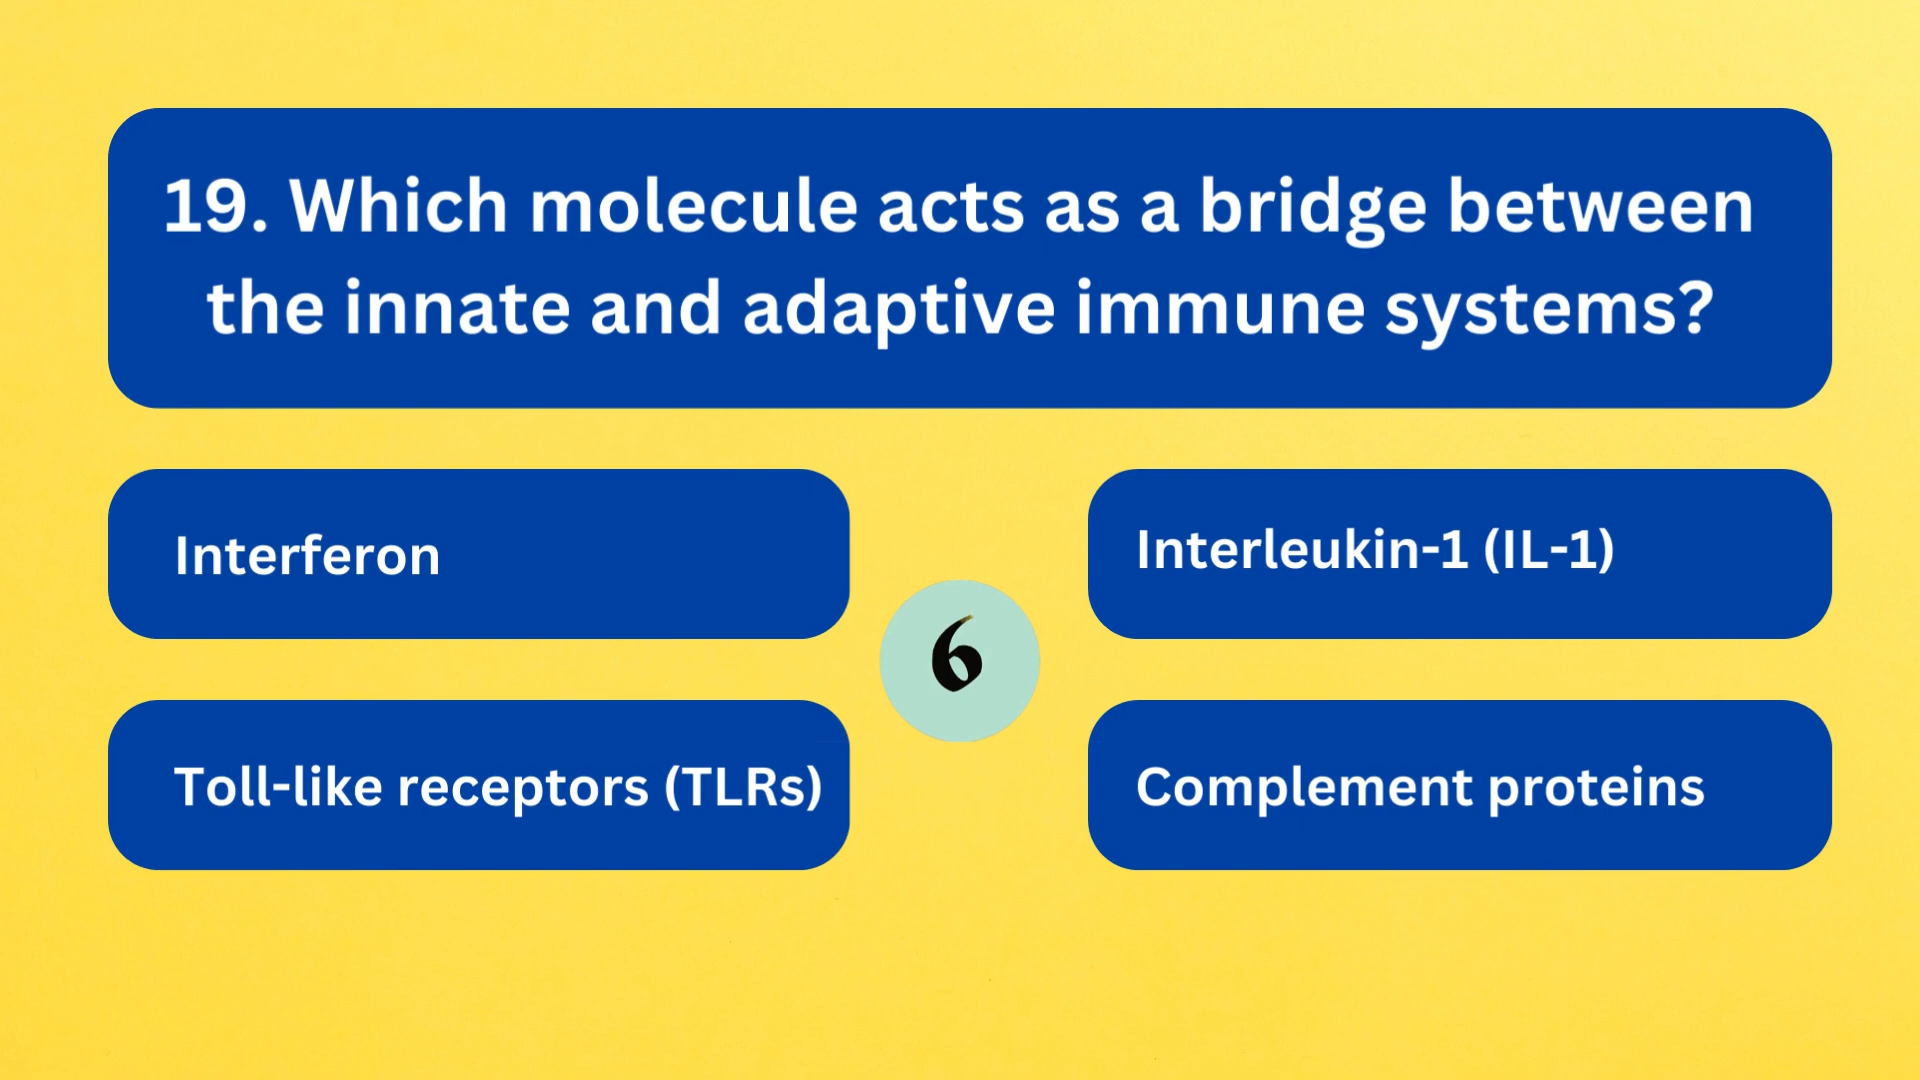 19. Which molecule acts as a bridge between
the innate and adaptive immune systems?
Interferon
Interleukin-1 (IL-1)
6
Toll-like receptors (TLRs)
Complement proteins